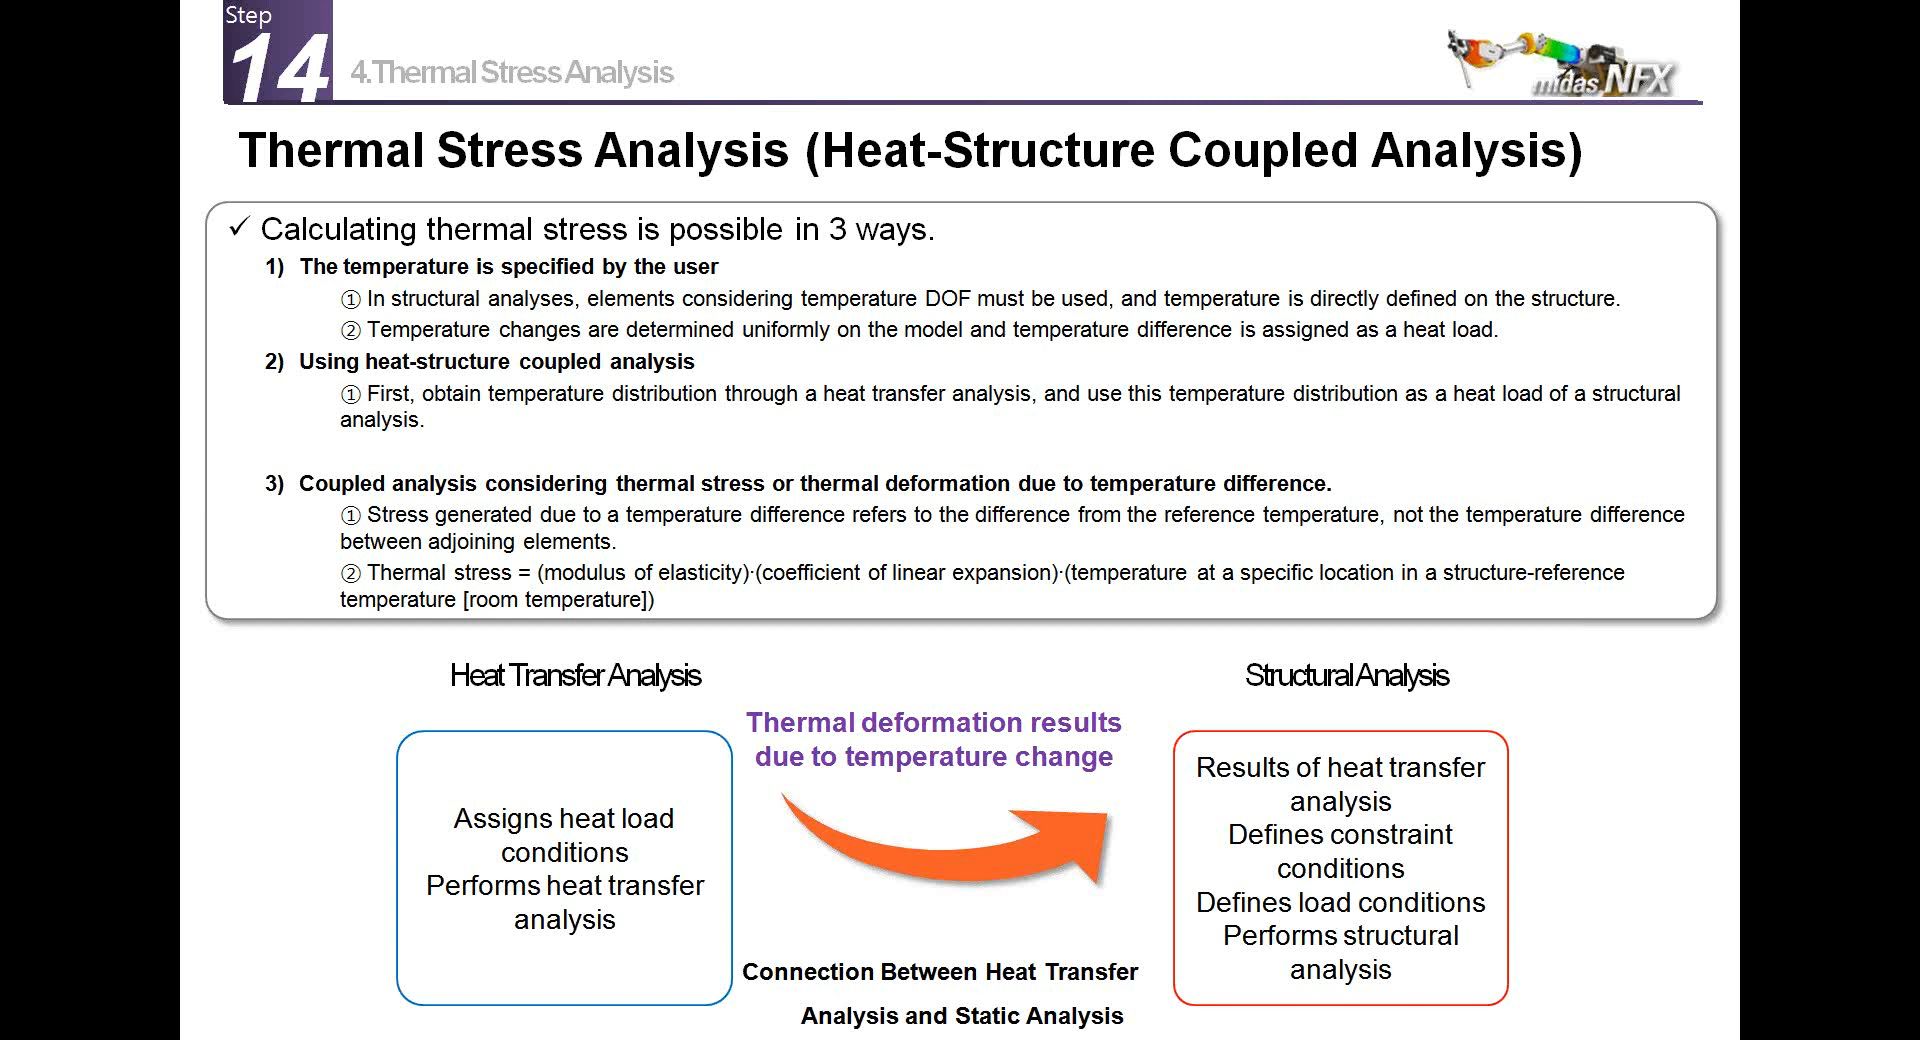 Step
14
4.Thermal Stress Analysis
midas NFX
Thermal Stress Analysis (Heat-Structure Coupled Analysis)
✓ Calculating thermal stress is possible in 3 ways.
1) The temperature is specified by the user
① In structural analyses, elements considering temperature DOF must be used, and temperature is directly defined on the structure.
② Temperature changes are determined uniformly on the model and temperature difference is assigned as a heat load.
2) Using heat-structure coupled analysis
① First, obtain temperature distribution through a heat transfer analysis, and use this temperature distribution as a heat load of a structural
analysis.
3) Coupled analysis considering thermal stress or thermal deformation due to temperature difference.
① Stress generated due to a temperature difference refers to the difference from the reference temperature, not the temperature difference
between adjoining elements.
② Thermal stress = (modulus of elasticity)·(coefficient of linear expansion)·(temperature at a specific location in a structure-reference
temperature [room temperature])
Heat Transfer Analysis
Assigns heat load
conditions
Performs heat transfer
analysis
Thermal deformation results
due to temperature change
Connection Between Heat Transfer
Analysis and Static Analysis
Structural Analysis
Results of heat transfer
analysis
Defines constraint
conditions
Defines load conditions
Performs structural
analysis